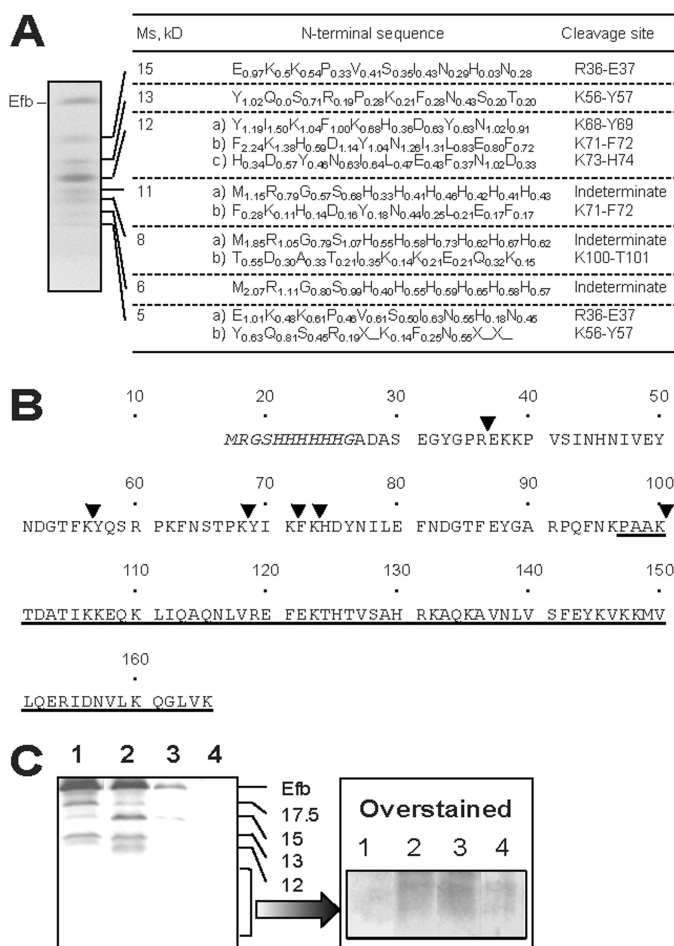 A
Ms, kD N-terminal sequence Cleavage site
Efb
15 E0.97K0.5K0.54P0.33V0.41S0.35I0.43N0.29H0.03N0.28 R36-E37
13 Y1.02Q0.0S0.71R0.19P0.28K0.21F0.28N0.43S0.20T0.20 K56-Y57
12 a) Y1.19I1.50K1.04F1.00K0.68H0.36D0.63Y0.63N1.02I0.91 K68-Y69
b) F2.24K1.38H0.59D1.14Y1.04N1.26I1.31L0.83E0.80F0.72 K71-F72
c) H0.34D0.57Y0.46N0.63I0.64L0.47E0.43F0.37N1.02D0.33 K73-H74
11 a) M1.15R0.79G0.57S0.68H0.33H0.41H0.46H0.42H0.41H0.43 Indeterminate
b) F0.28K0.11H0.14D0.16Y0.18N0.44I0.25L0.21E0.17F0.17 K71-F72
8 a) M1.85R1.05G0.79S1.07H0.55H0.58H0.73H0.62H0.67H0.62 Indeterminate
b) T0.55D0.30A0.33T0.21I0.35K0.14K0.21E0.21Q0.32K0.15 K100-T101
6 M2.07R1.11G0.80S0.99H0.40H0.55H0.59H0.65H0.58H0.57 Indeterminate
5 a) E1.01K0.48K0.61P0.46V0.61S0.50I0.63N0.55H0.18N0.45 R36-E37
b) Y0.63Q0.81S0.45R0.19X_K0.14F0.25N0.55X_X_ K56-Y57
B
10 20 30 40 50
MRGSHHHHHHGADAS EGYGPREKKP VSINHNIVEY
60 70 80 90 100
NDGTFKYQSR PKFNSTPKYI KFKHDYNILE FNDGTFEYGA RPQFNKPAAK
110 120 130 140 150
TDATIKKEQK LIQAQNLVRE FEKTHTVSAH RKAQKAVNLV SFEYKVKKMV
160
LQERIDNVLK QGLVK
C
1 2 3 4
Efb
17.5
15
13
12
Overstained
1 2 3 4